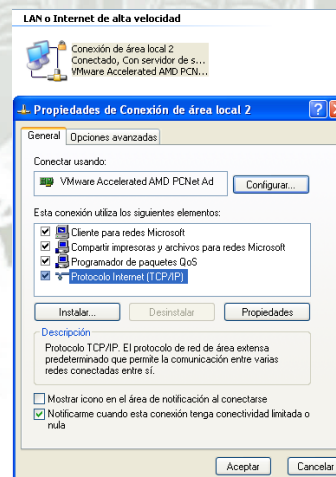 LAN o Internet de alta velocidad
Conexión de área local 2
Conectado, Con servidor de s...
VMware Accelerated AMD PCN...
Propiedades de Conexión de área local 2
General
Opciones avanzadas
Conectar usando:
VMware Accelerated AMD PCNet Ad
Configurar...
Esta conexión utiliza los siguientes elementos:
Cliente para redes Microsoft
Compartir impresoras y archivos para redes Microsoft
Programador de paquetes QoS
Protocolo Internet (TCP/IP)
Instalar...
Desinstalar
Propiedades
Descripción
Protocolo TCP/IP. El protocolo de red de área extensa
predeterminado que permite la comunicación entre varias
redes conectadas entre sí.
Mostrar icono en el área de notificación al conectarse
Notificarme cuando esta conexión tenga conectividad limitada o
nula
Aceptar
Cancelar